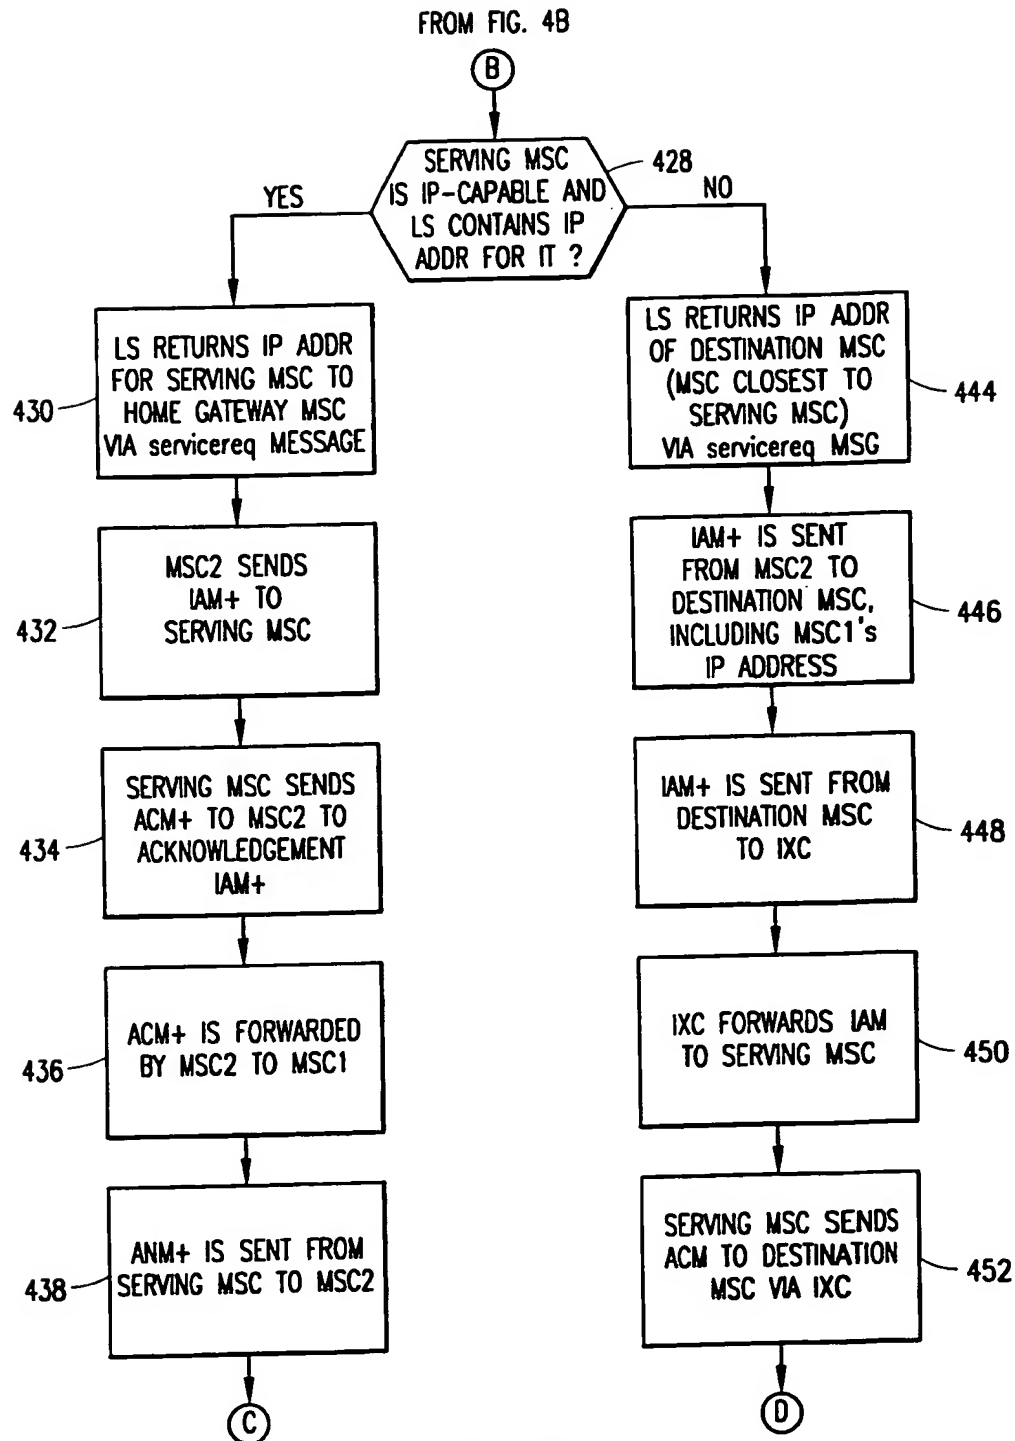 FROM FIG. 4B
B
SERVING MSC
IS IP-CAPABLE AND
LS CONTAINS IP
ADDR FOR IT ?
428
YES
NO
LS RETURNS IP ADDR
FOR SERVING MSC TO
HOME GATEWAY MSC
VIA servicereq MESSAGE
430
MSC2 SENDS
IAM+ TO
SERVING MSC
432
SERVING MSC SENDS
ACM+ TO MSC2 TO
ACKNOWLEDGEMENT
IAM+
434
ACM+ IS FORWARDED
BY MSC2 TO MSC1
436
ANM+ IS SENT FROM
SERVING MSC TO MSC2
438
C
LS RETURNS IP ADDR
OF DESTINATION MSC
(MSC CLOSEST TO
SERVING MSC)
VIA servicereq MSG
444
IAM+ IS SENT
FROM MSC2 TO
DESTINATION MSC,
INCLUDING MSC1's
IP ADDRESS
446
IAM+ IS SENT FROM
DESTINATION MSC
TO IXC
448
IXC FORWARDS IAM
TO SERVING MSC
450
SERVING MSC SENDS
ACM TO DESTINATION
MSC VIA IXC
452
D